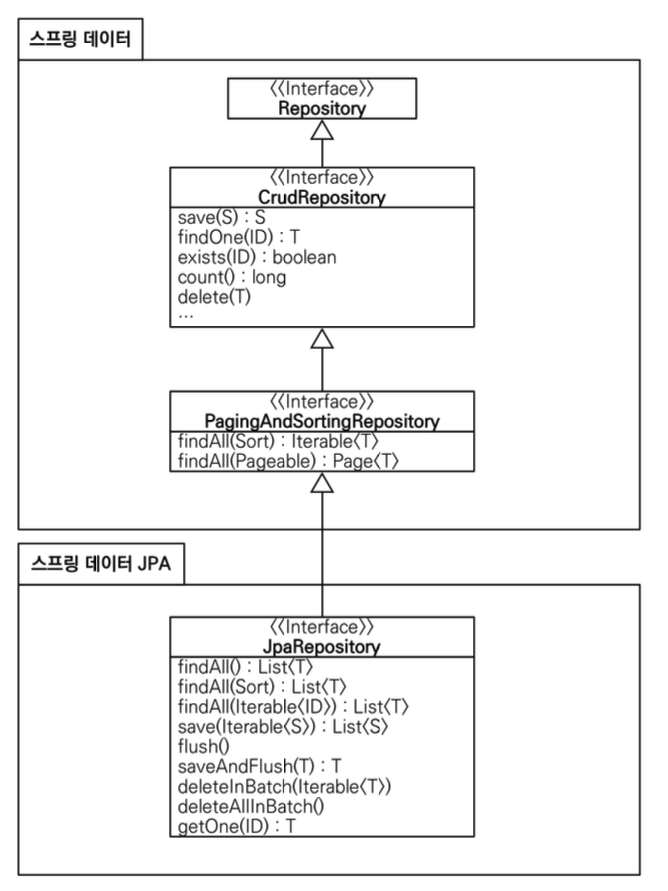 스프링 데이터
《Interface》
Repository
《Interface》
CrudRepository
save(S) : S
findOne(ID) : T
exists(ID) : boolean
count() : long
delete(T)
...
《Interface》
PagingAndSortingRepository
findAll(Sort) : Iterable〈T〉
findAll(Pageable) : Page〈T〉
스프링 데이터 JPA
《Interface》
JpaRepository
findAll() : List〈T〉
findAll(Sort) : List〈T〉
findAll(Iterable〈ID〉) : List〈T〉
save(Iterable〈S〉) : List〈S〉
flush()
saveAndFlush(T) : T
deleteInBatch(Iterable〈T〉)
deleteAllInBatch()
getOne(ID) : T